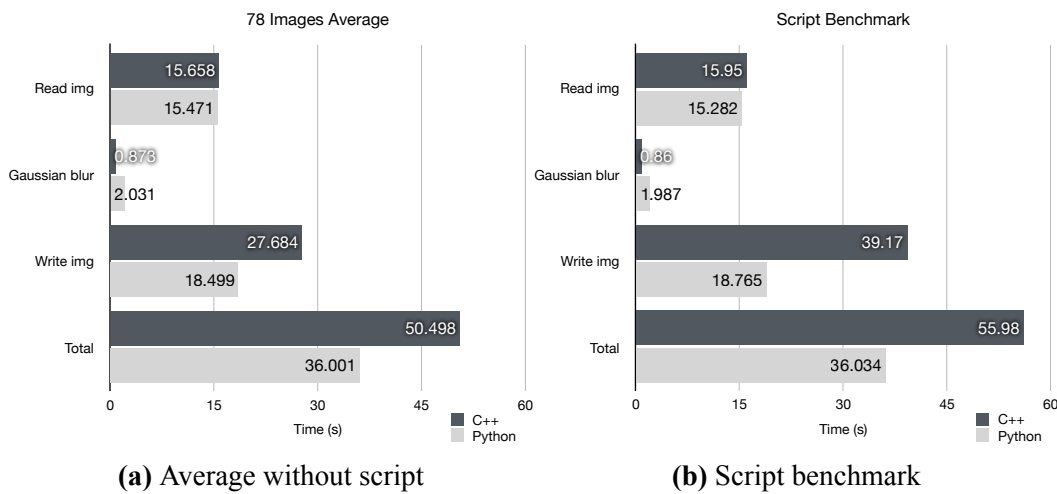 78 Images Average
Read img
15.658
15.471
Gaussian blur
0.873
2.031
Write img
27.684
18.499
Total
50.498
36.001
0 15 30 45 60
Time (s)
C++
Python
(a) Average without script
Script Benchmark
Read img
15.95
15.282
Gaussian blur
0.86
1.987
Write img
39.17
18.765
Total
55.98
36.034
0 15 30 45 60
Time (s)
C++
Python
(b) Script benchmark